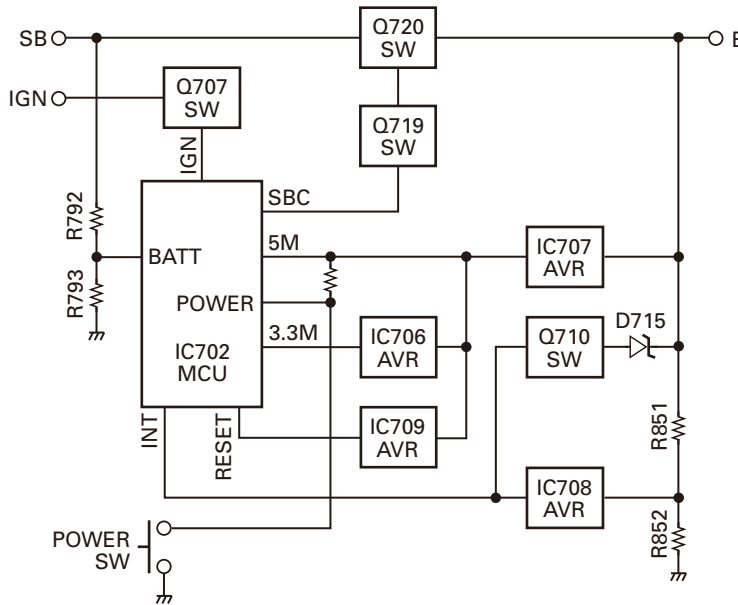 SB
Q720
SW
B
IGN
Q707
SW
Q719
SW
IGN
SBC
R792
5M
BATT
IC707
AVR
R793
POWER
D715
3.3M
IC706
AVR
Q710
SW
IC702
MCU
INT
RESET
IC709
AVR
R851
IC708
AVR
POWER
SW
R852